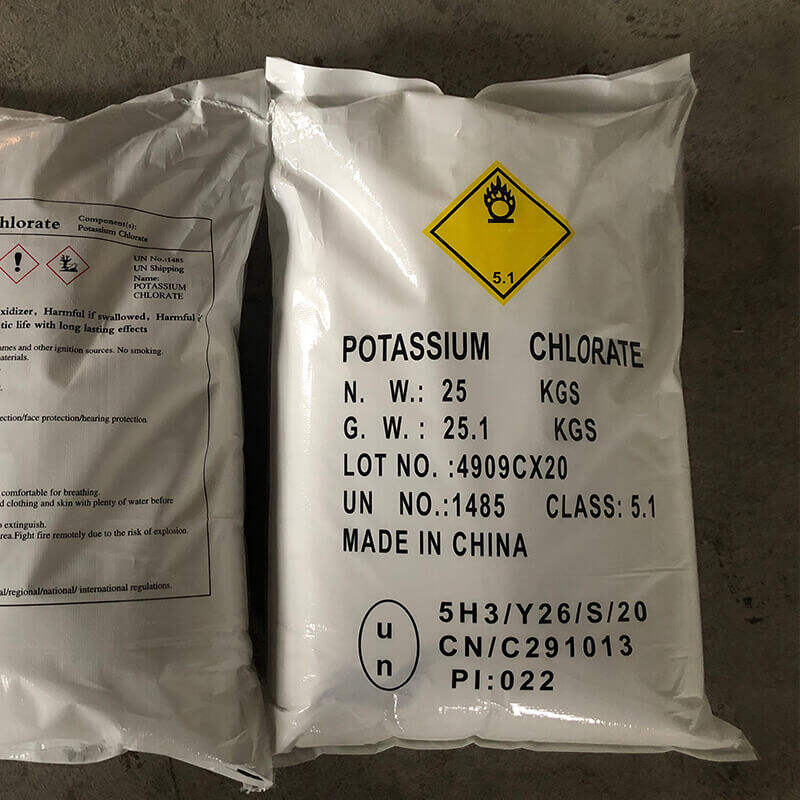 hlorate
Component(s):
Potassium Chlorate
UN No.:1485
UN Shipping
Name:
POTASSIUM
CHLORATE
xidizer, Harmful if swallowed, Harmful
tic life with long lasting effects
ames and other ignition sources. No smoking.
aterials.
ection/face protection/hearing protection.
comfortable for breathing.
d clothing and skin with plenty of water before
o extinguish.
rea.Fight fire remotely due to the risk of explosion.
al/regional/national/ international regulations.
5.1
POTASSIUM CHLORATE
N. W.: 25 KGS
G. W. : 25.1 KGS
LOT NO. :4909CX20
UN NO.:1485 CLASS: 5.1
MADE IN CHINA
u
n
5H3/Y26/S/20
CN/C291013
PI:022